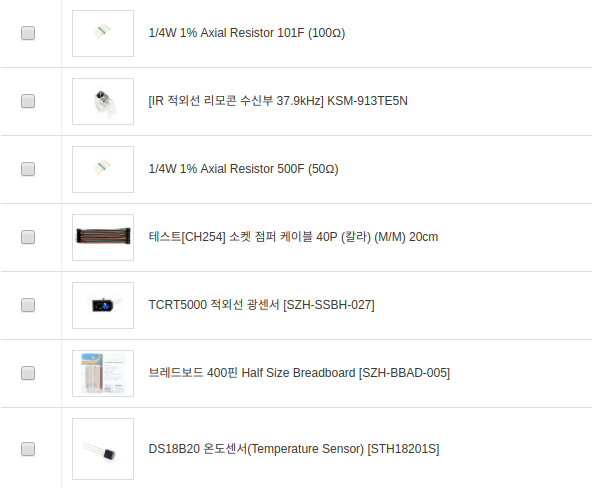 1/4W 1% Axial Resistor 101F (100Ω)
[IR 적외선 리모콘 수신부 37.9kHz] KSM-913TE5N
1/4W 1% Axial Resistor 500F (50Ω)
테스트[CH254] 소켓 점퍼 케이블 40P (칼라) (M/M) 20cm
TCRT5000 적외선 광센서 [SZH-SSBH-027]
브레드보드 400핀 Half Size Breadboard [SZH-BBAD-005]
DS18B20 온도센서(Temperature Sensor) [STH18201S]